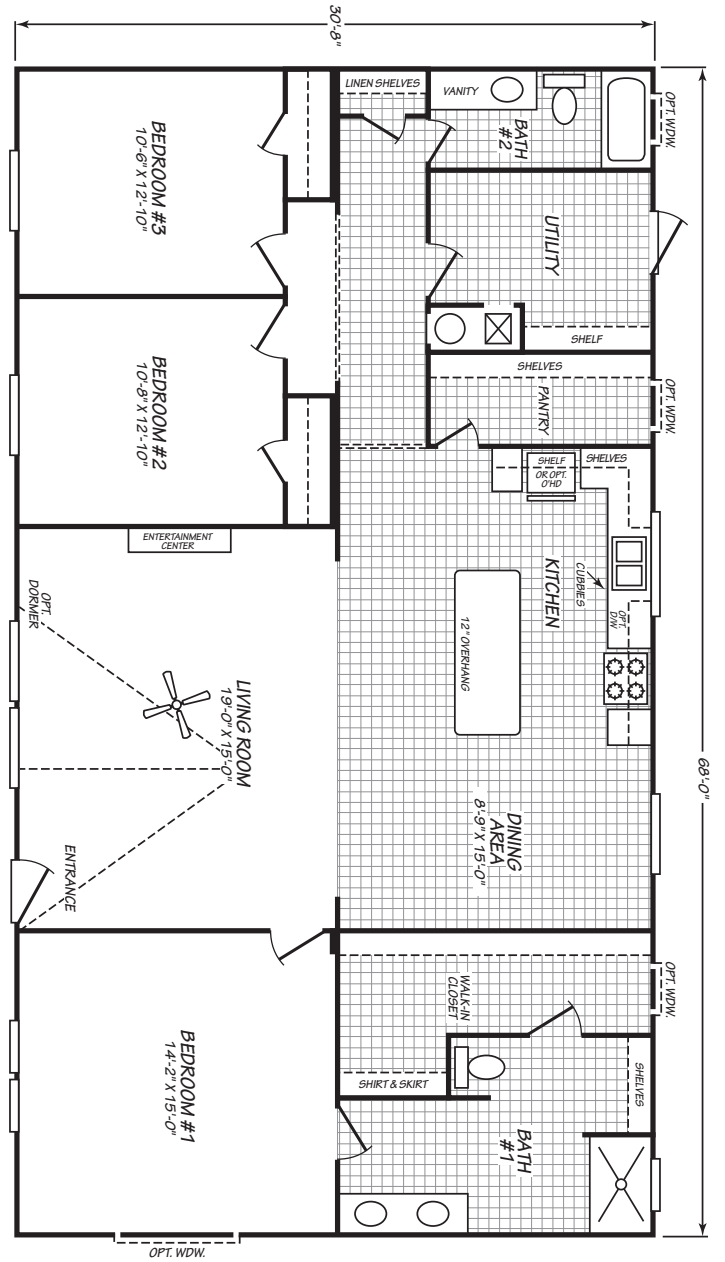 30'-8"
68'-0"
LINEN SHELVES
VANITY
BATH
#2
OPT. WDW.
BEDROOM #3
10'-6" X 12'-10"
UTILITY
SHELF
BEDROOM #2
10'-8" X 12'-10"
SHELVES
PANTRY
OPT. WDW.
SHELF
OR OPT.
O'HD
SHELVES
KITCHEN
CUBBIES
OPT.
D/W
12" OVERHANG
ENTERTAINMENT
CENTER
OPT.
DORMER
LIVING ROOM
19'-0" X 15'-0"
DINING
AREA
8'-9" X 15'-0"
ENTRANCE
WALK-IN
CLOSET
OPT. WDW.
SHIRT & SKIRT
SHELVES
BEDROOM #1
14'-2" X 15'-0"
BATH
#1
OPT. WDW.